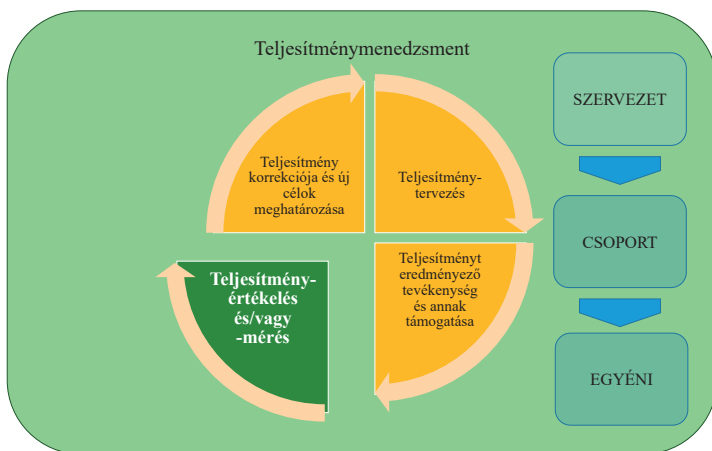 Teljesítménymenedzsment
Teljesítmény
korrekciója és új
célok
meghatározása
Teljesítmény-
tervezés
Teljesítmény-
értékelés
és/vagy
-mérés
Teljesítményt
eredményező
tevékenység
és annak
támogatása
SZERVEZET
CSOPORT
EGYÉNI